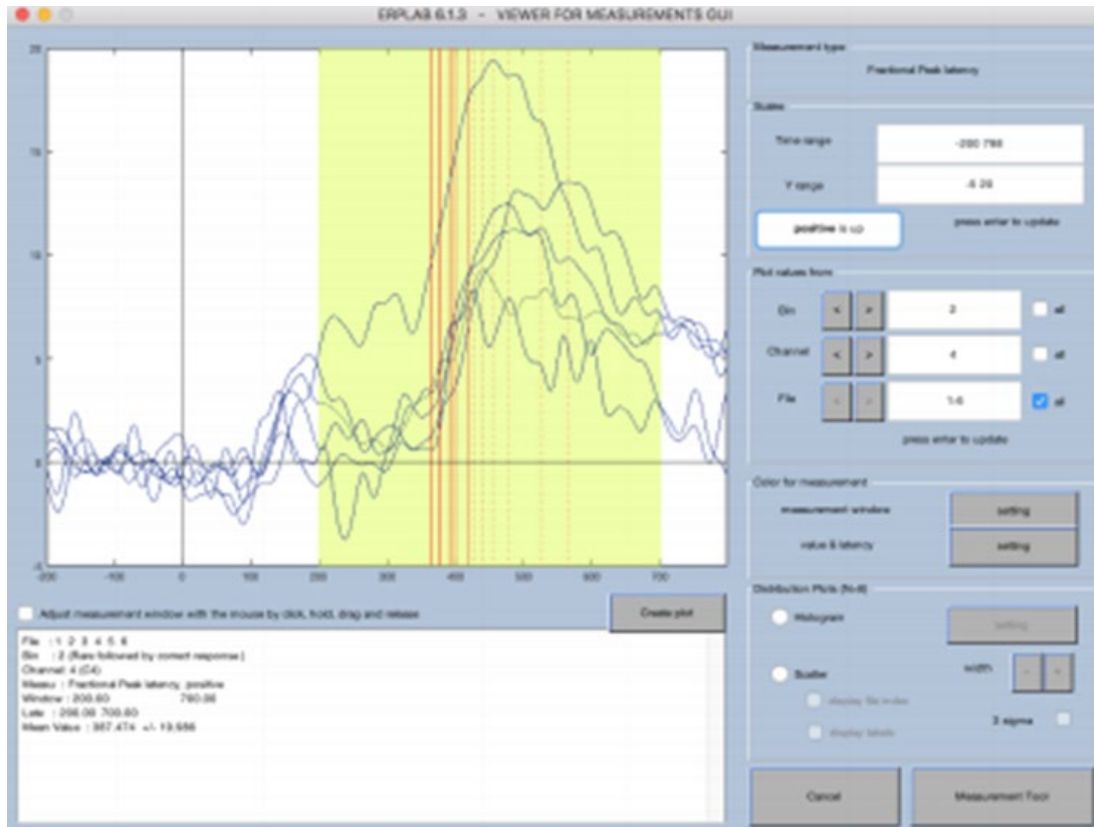 ERPLAB 6.1.3 - VIEWER FOR MEASUREMENTS GUI
20
15
10
5
0
-5
-200 -100 0 100 200 300 400 500 600 700
Adjust measurement window with the mouse by click, hold, drag and release
Create plot
File : 1 2 3 4 5 6
Bin : 2 (Rare followed by correct response)
Channel: 4 (C4)
Measu : Fractional Peak latency, positive
Window : 200.00 700.00
Late : 700.00
Mean Value : +/-
Measurement type
Fractional Peak latency
Scales
Time range
-200 798
Y range
-5 20
positive is up
press enter to update
Plot values from
Bin < > 2 all
Channel < > 4 all
File < > 1-6 all
press enter to update
Color for measurement
measurement window setting
value & latency setting
Distribution Plots (N=6)
Histogram setting
Scatter width - +
display file index
3 sigma
display labels
Cancel
Measurement Tool